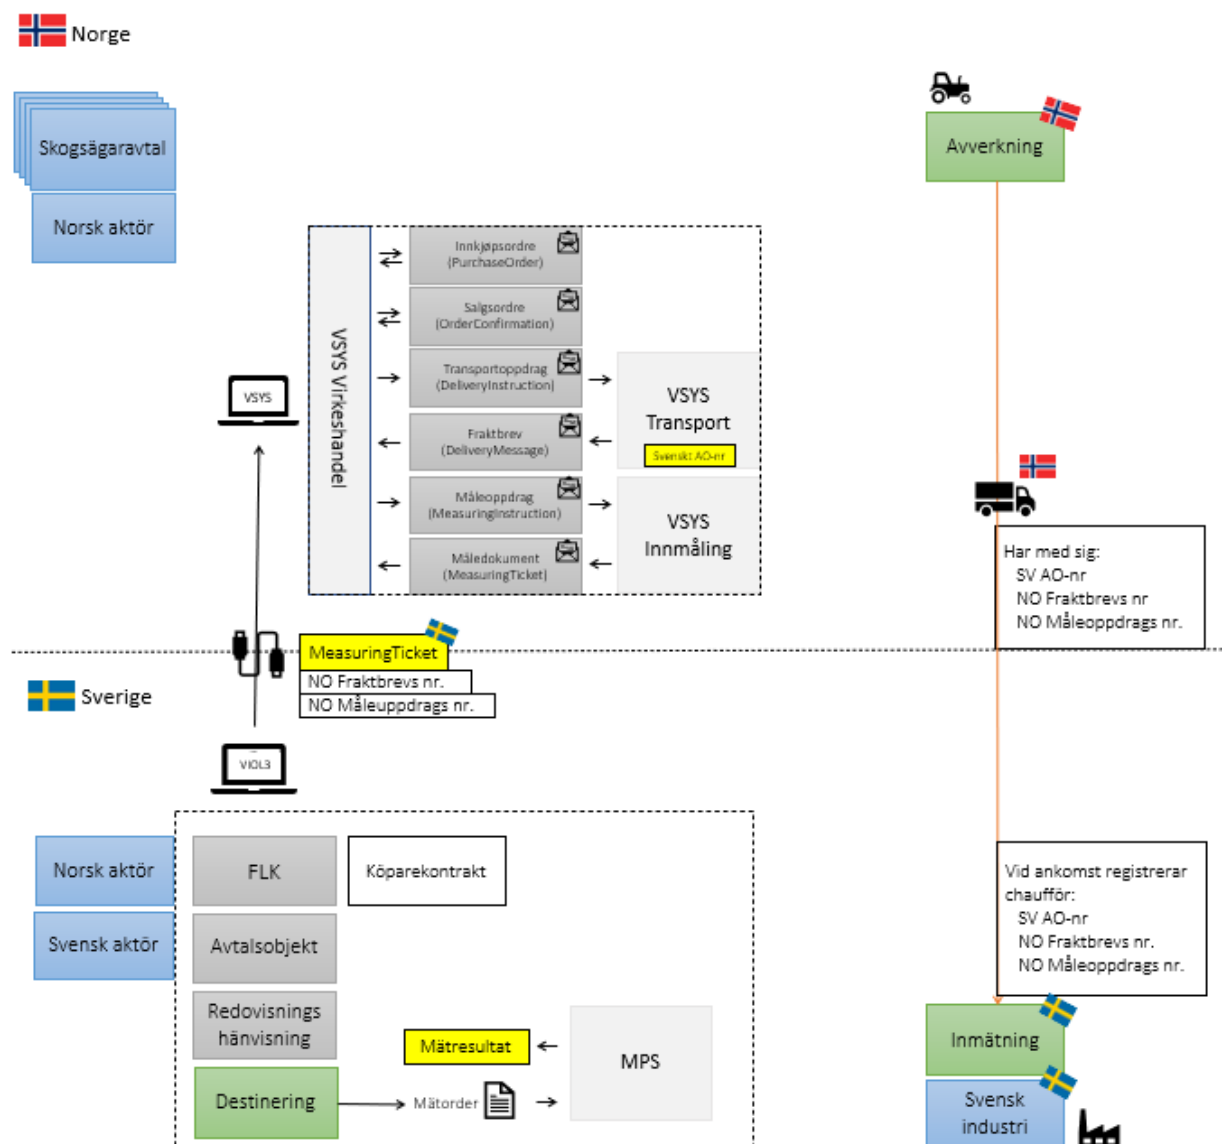 Norge
Skogsägaravtal
Norsk aktör
Avverkning
VSYS
VSYS Virkeshandel
Innkjøpsordre
(PurchaseOrder)
Salgsordre
(OrderConfirmation)
Transportoppdrag
(DeliveryInstruction)
Fraktbrev
(DeliveryMessage)
Måleoppdrag
(MeasuringInstruction)
Måledokument
(MeasuringTicket)
VSYS
Transport
Svenskt AO-nr
VSYS
Innmåling
Har med sig:
SV AO-nr
NO Fraktbrevs nr
NO Måleoppdrags nr.
MeasuringTicket
NO Fraktbrevs nr.
NO Måleuppdrags nr.
Sverige
VIOL3
Norsk aktör
Svensk aktör
FLK
Köparekontrakt
Avtalsobjekt
Redovisnings
hänvisning
Destinering
Mätresultat
Mätorder
MPS
Vid ankomst registrerar
chaufför:
SV AO-nr
NO Fraktbrevs nr.
NO Måleoppdrags nr.
Inmätning
Svensk
industri